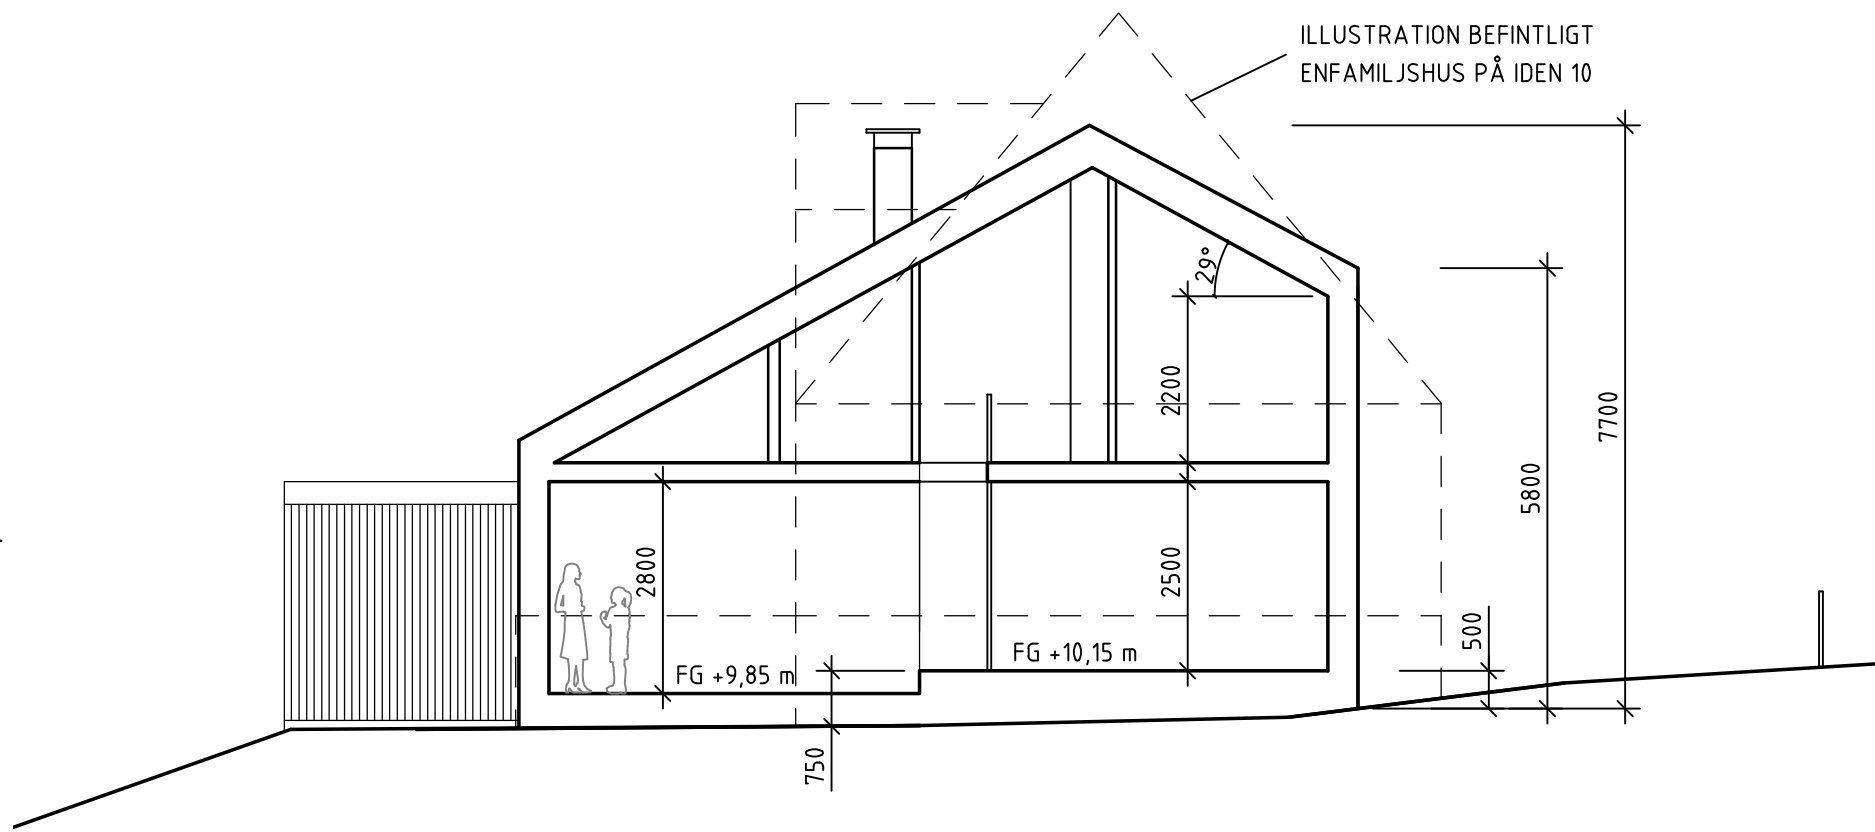 ILLUSTRATION BEFINTLIGT
ENFAMILJSHUS PÅ IDEN 10
29°
2200
7700
5800
2800
2500
500
FG +10,15 m
FG +9,85 m
750